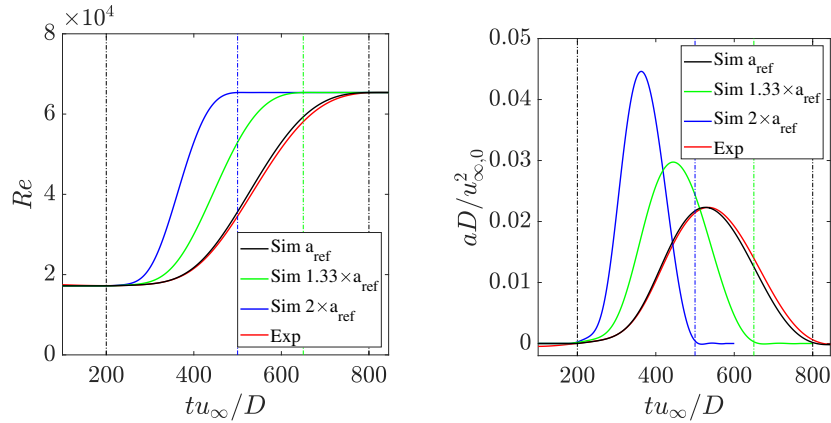 ×10⁴
8
6
4
2
0
Re
200 400 600 800
tu∞/D
Sim a_ref
Sim 1.33×a_ref
Sim 2×a_ref
Exp
0.05
0.04
0.03
0.02
0.01
0
aD/u²∞,0
200 400 600 800
tu∞/D
Sim a_ref
Sim 1.33×a_ref
Sim 2×a_ref
Exp